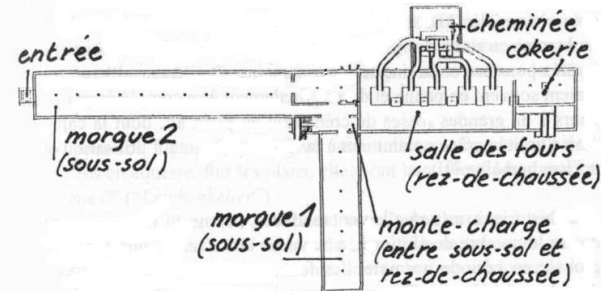 cheminée
entrée
cokerie
morgue 2
(sous-sol)
salle des fours
(rez-de-chaussée)
morgue 1
(sous-sol)
monte-charge
(entre sous-sol et
rez-de-chaussée)